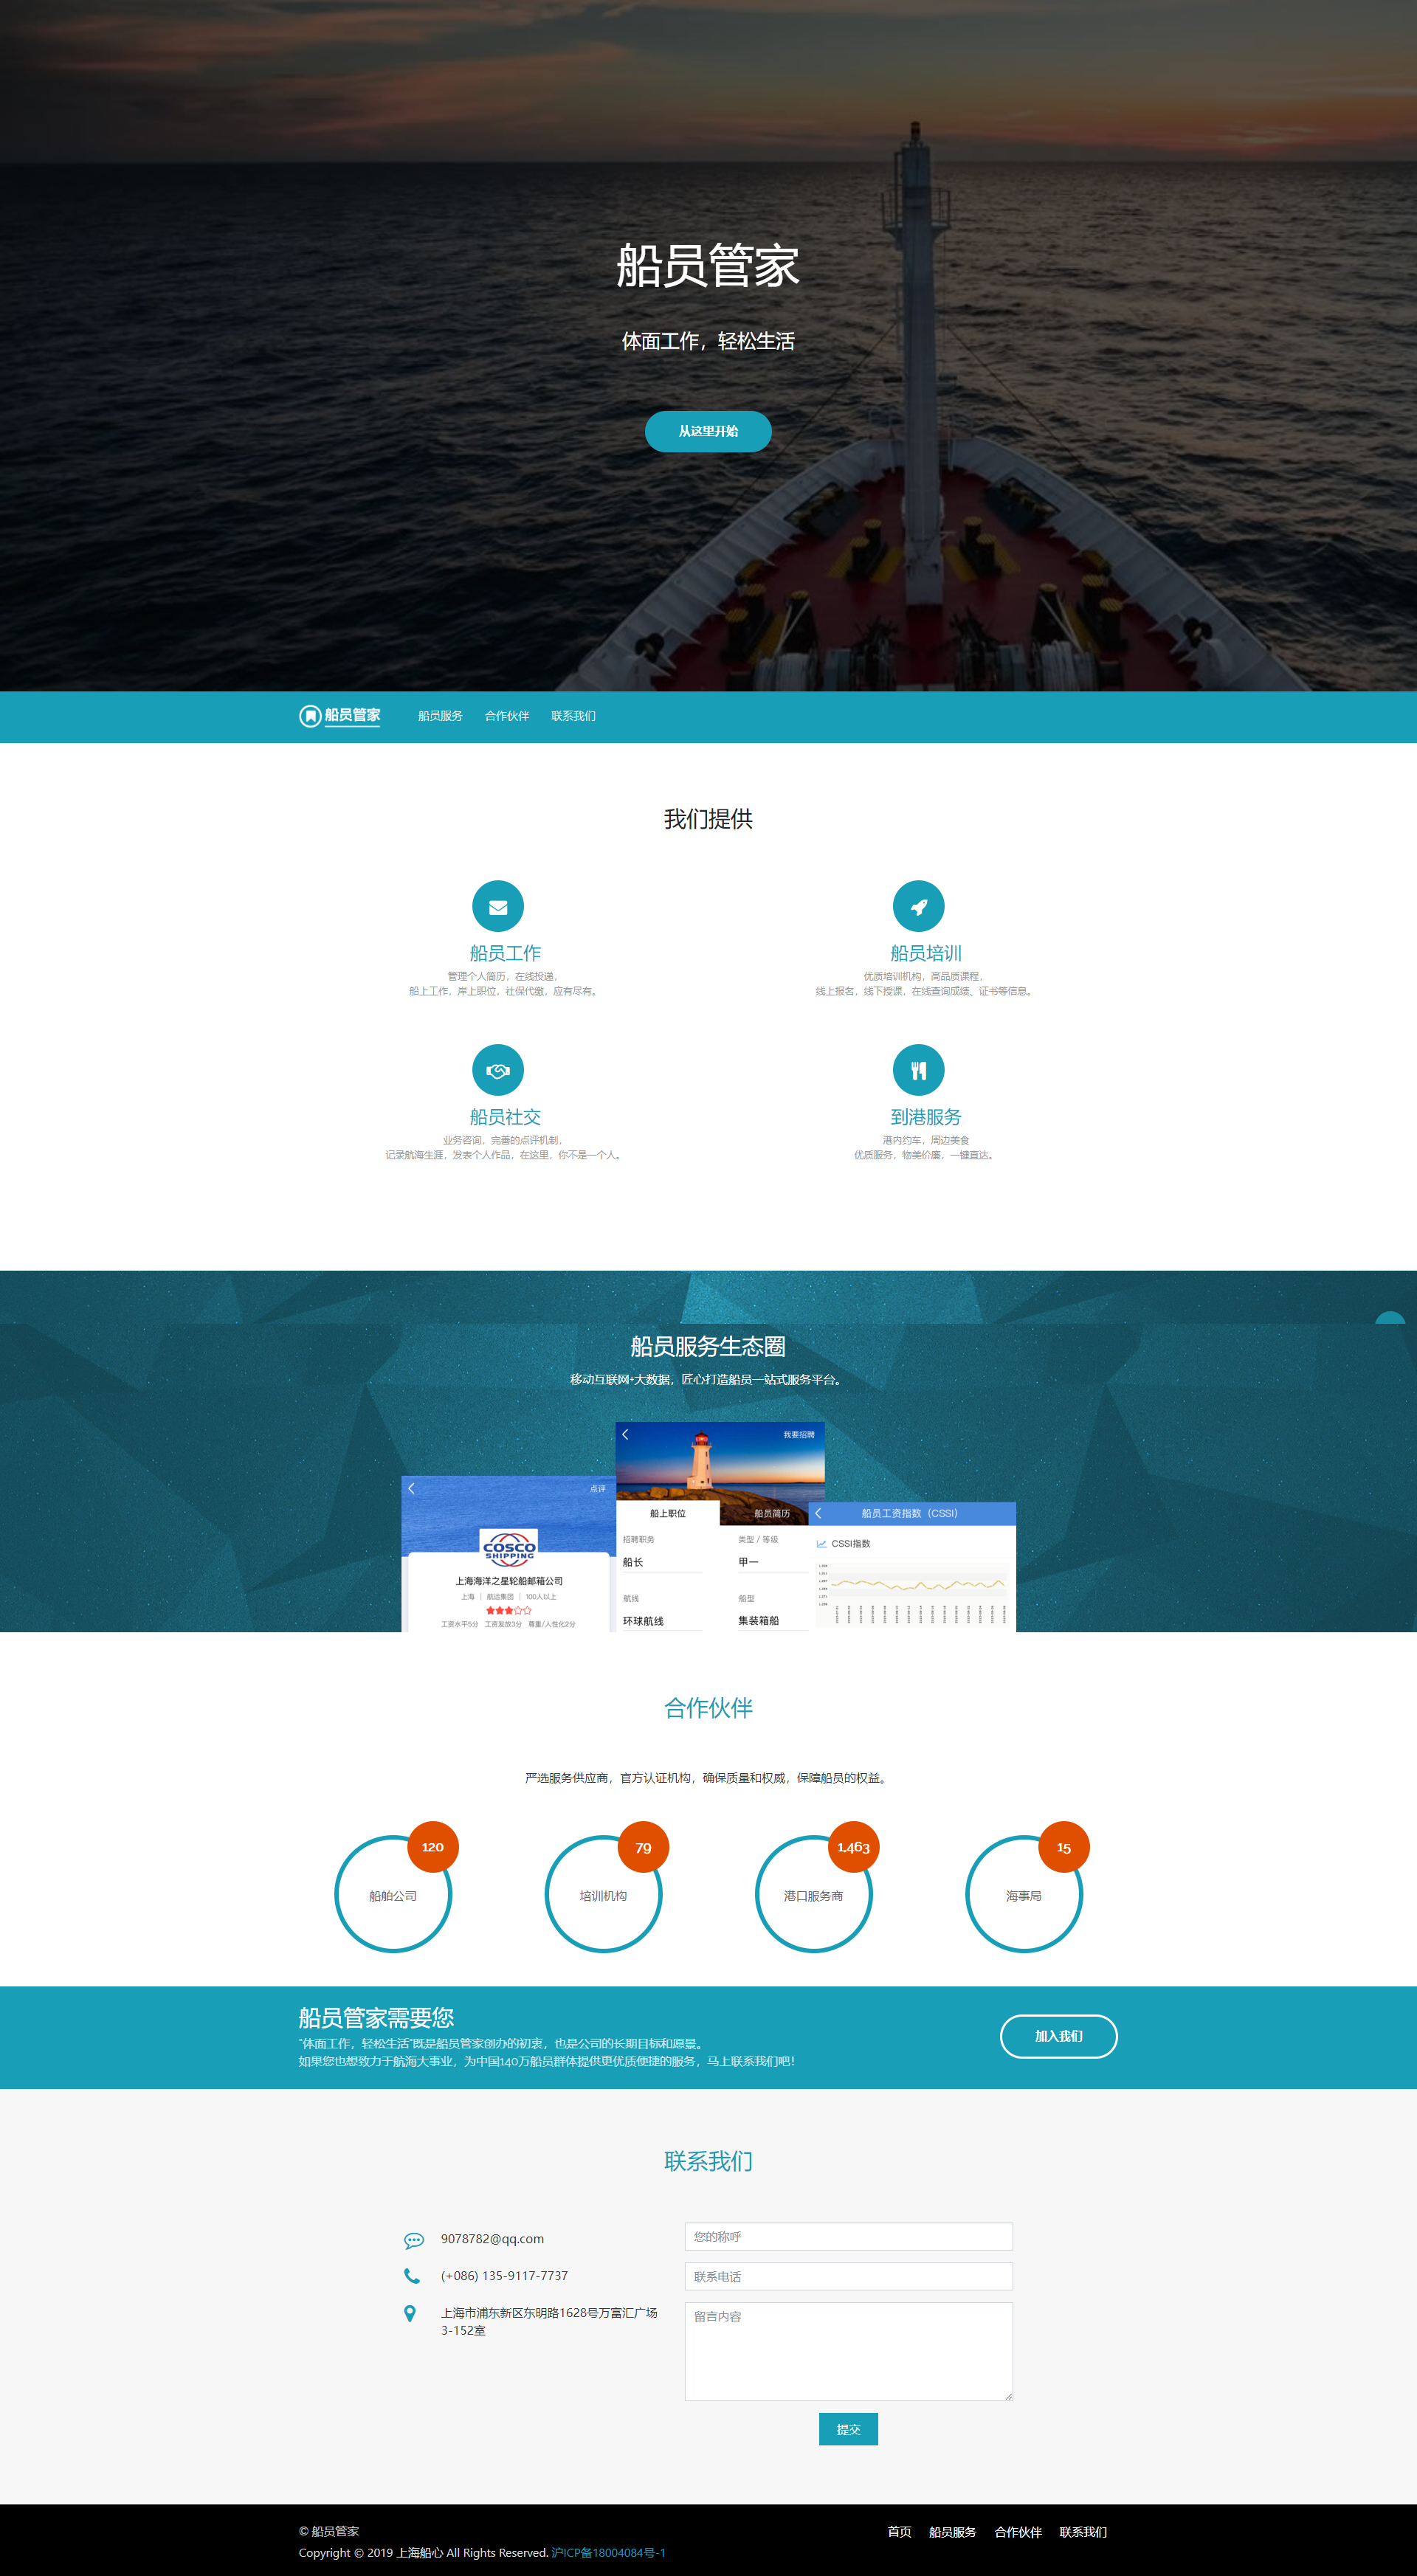 船员管家
体面工作，轻松生活
从这里开始
船员管家 船员服务 合作伙伴 联系我们
我们提供
船员工作
管理个人简历，在线投递，
船上工作，岸上职位，社保代缴，应有尽有。
船员培训
优质培训机构，高品质课程，
线上报名，线下授课，在线查询成绩、证书等信息。
船员社交
业务咨询，完善的点评机制，
记录航海生涯，发表个人作品，在这里，你不是一个人。
到港服务
港内约车，周边美食
优质服务，物美价廉，一键直达。
船员服务生态圈
移动互联网+大数据，匠心打造船员一站式服务平台。
点评
COSCO
SHIPPING
上海海洋之星轮船邮箱公司
上海 | 航运集团 | 100人以上
工资水平5分 工资发放3分 尊重/人性化2分
我要招聘
船上职位 船员简历
招聘职务 类型 / 等级
船长 甲一
航线 船型
环球航线 集装箱船
船员工资指数（CSSI）
CSSI指数
合作伙伴
严选服务供应商，官方认证机构，确保质量和权威，保障船员的权益。
120
船舶公司
79
培训机构
1,463
港口服务商
15
海事局
船员管家需要您
"体面工作，轻松生活"既是船员管家创办的初衷，也是公司的长期目标和愿景。
如果您也想致力于航海大事业，为中国140万船员群体提供更优质便捷的服务，马上联系我们吧！
加入我们
联系我们
9078782@qq.com
(+086) 135-9117-7737
上海市浦东新区东明路1628号万富汇广场
3-152室
您的称呼
联系电话
留言内容
提交
© 船员管家
Copyright © 2019 上海船心 All Rights Reserved. 沪ICP备18004084号-1
首页 船员服务 合作伙伴 联系我们